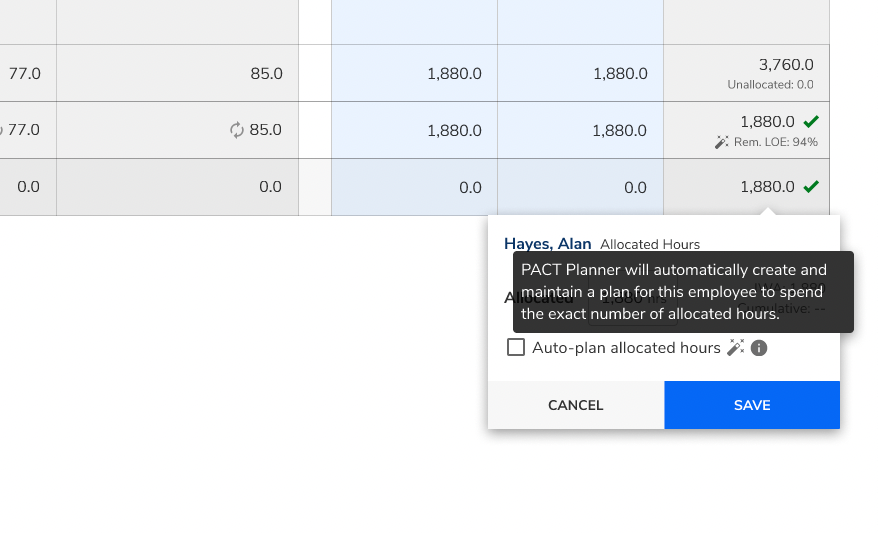 77.0 85.0 1,880.0 1,880.0 3,760.0
Unallocated: 0.0
77.0 85.0 1,880.0 1,880.0 1,880.0
Rem. LOE: 94%
0.0 0.0 0.0 0.0 1,880.0
Hayes, Alan Allocated Hours
PACT Planner will automatically create and
maintain a plan for this employee to spend
the exact number of allocated hours.
Allocated 1,880 hrs
Cumulative: --
Auto-plan allocated hours
CANCEL SAVE